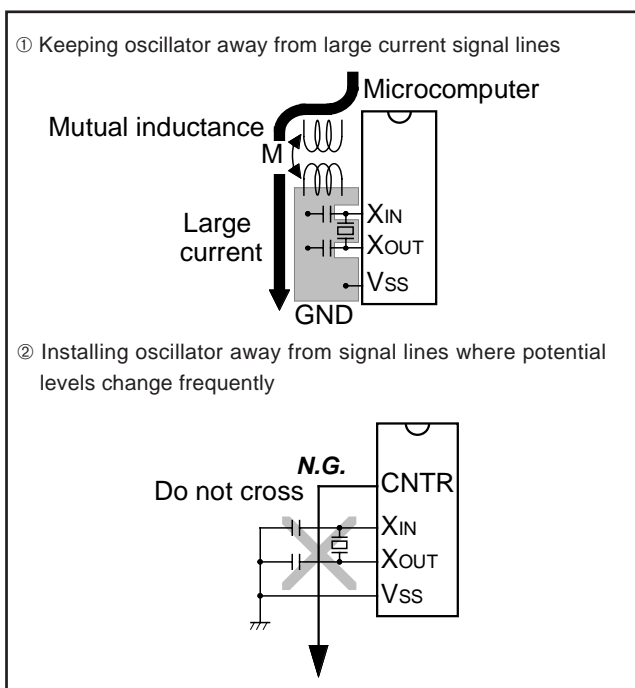 ① Keeping oscillator away from large current signal lines
Microcomputer
Mutual inductance
M
Large
current
XIN
XOUT
VSS
GND
② Installing oscillator away from signal lines where potential
levels change frequently
N.G.
Do not cross
CNTR
XIN
XOUT
VSS